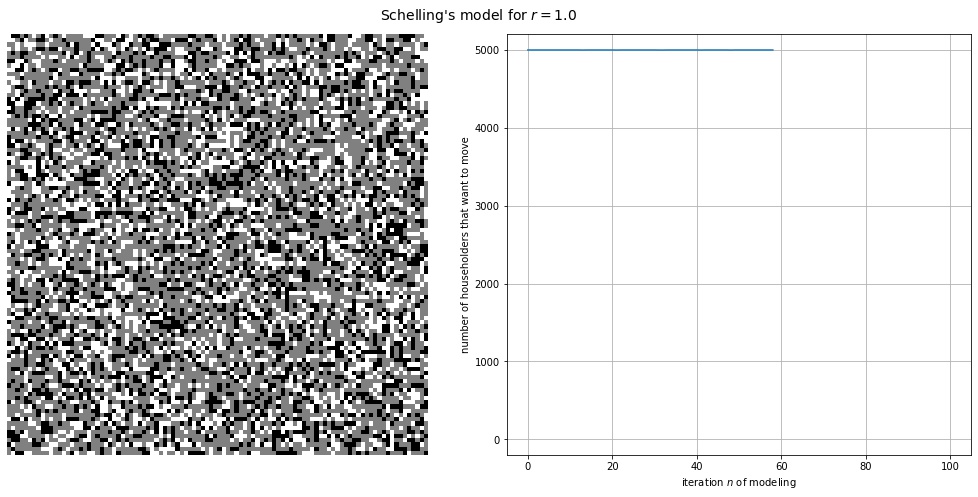 Schelling's model for r = 1.0
number of householders that want to move
5000
4000
3000
2000
1000
0
0 20 40 60 80 100
iteration n of modeling